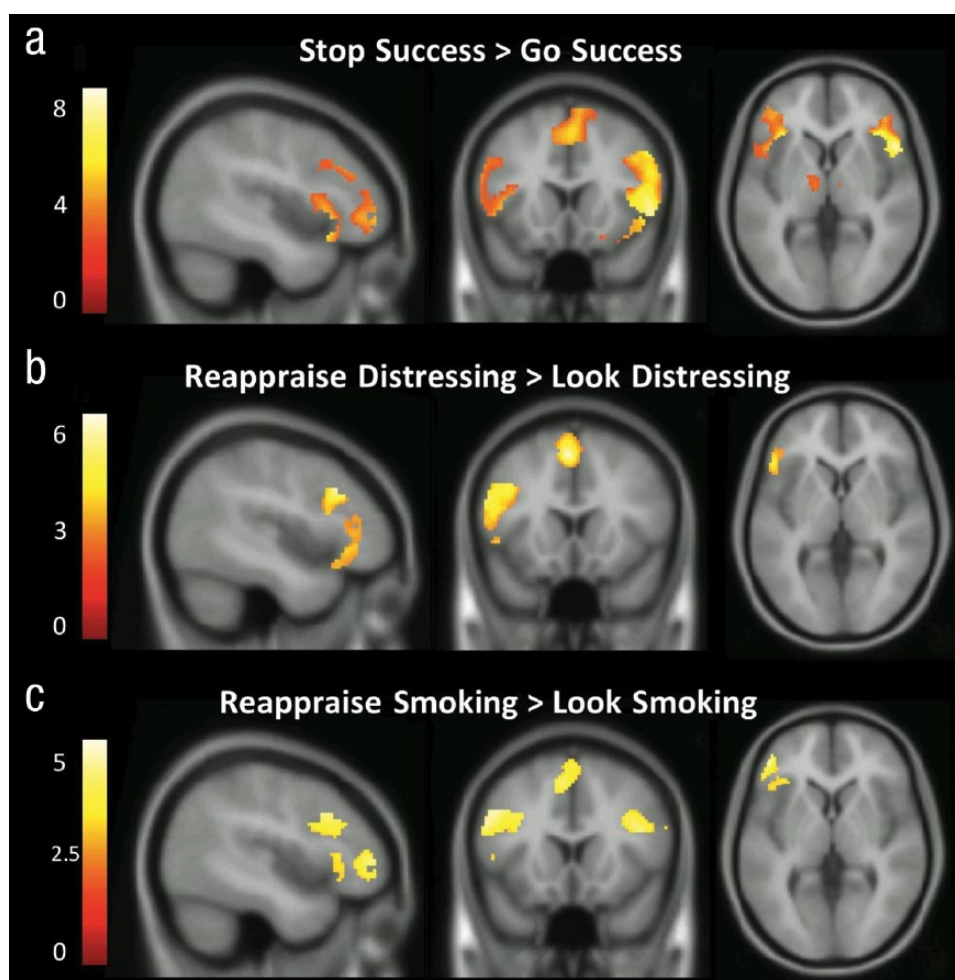 a
Stop Success > Go Success
8
4
0
b
Reappraise Distressing > Look Distressing
6
3
0
c
Reappraise Smoking > Look Smoking
5
2.5
0